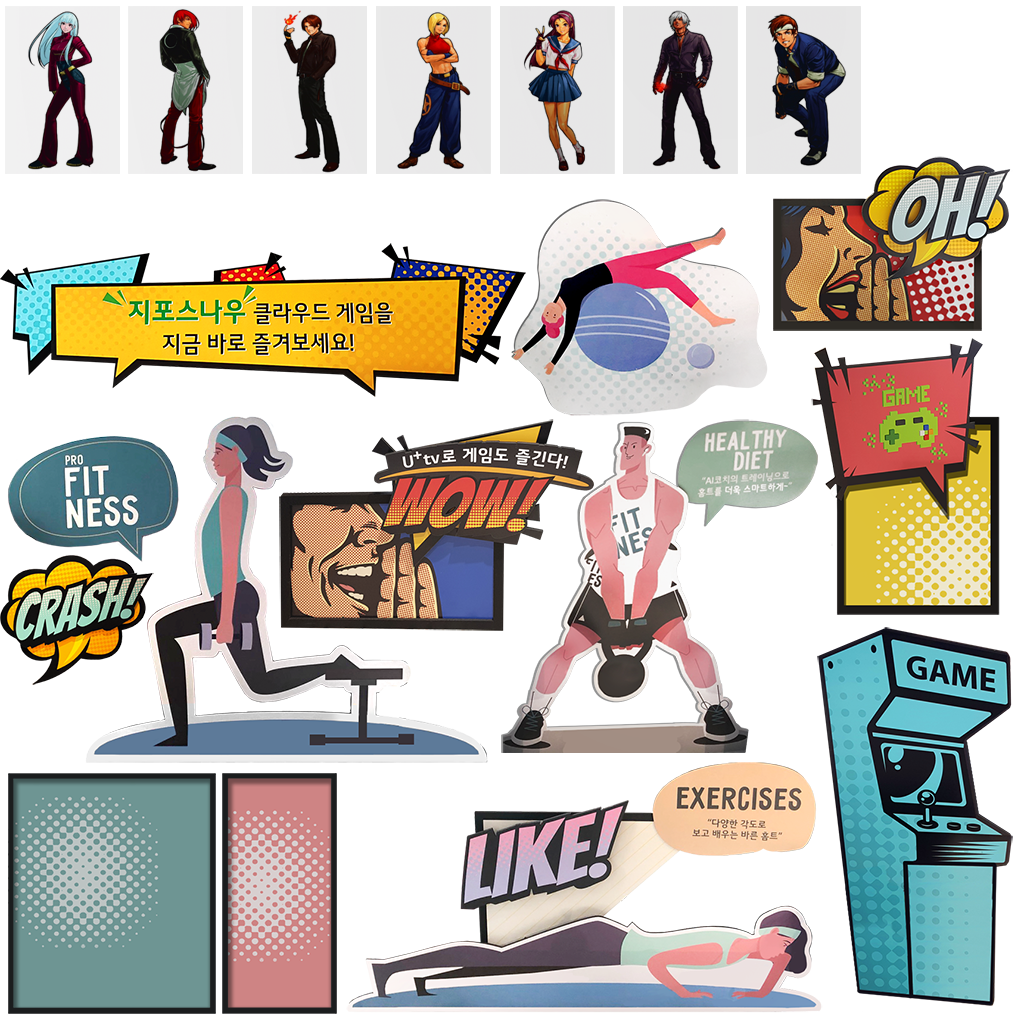 OH!
지포스나우 클라우드 게임을
지금 바로 즐겨보세요!
GAME
PRO
FIT
NESS
U+tv로 게임도 즐긴다!
WOW!
HEALTHY
DIET
"AI코치의 트레이닝으로
홈트를 더욱 스마트하게~"
FIT
NES
FIT
NESS
CRASH!
GAME
EXERCISES
"다양한 각도로
보고 배우는 바른 홈트"
LIKE!